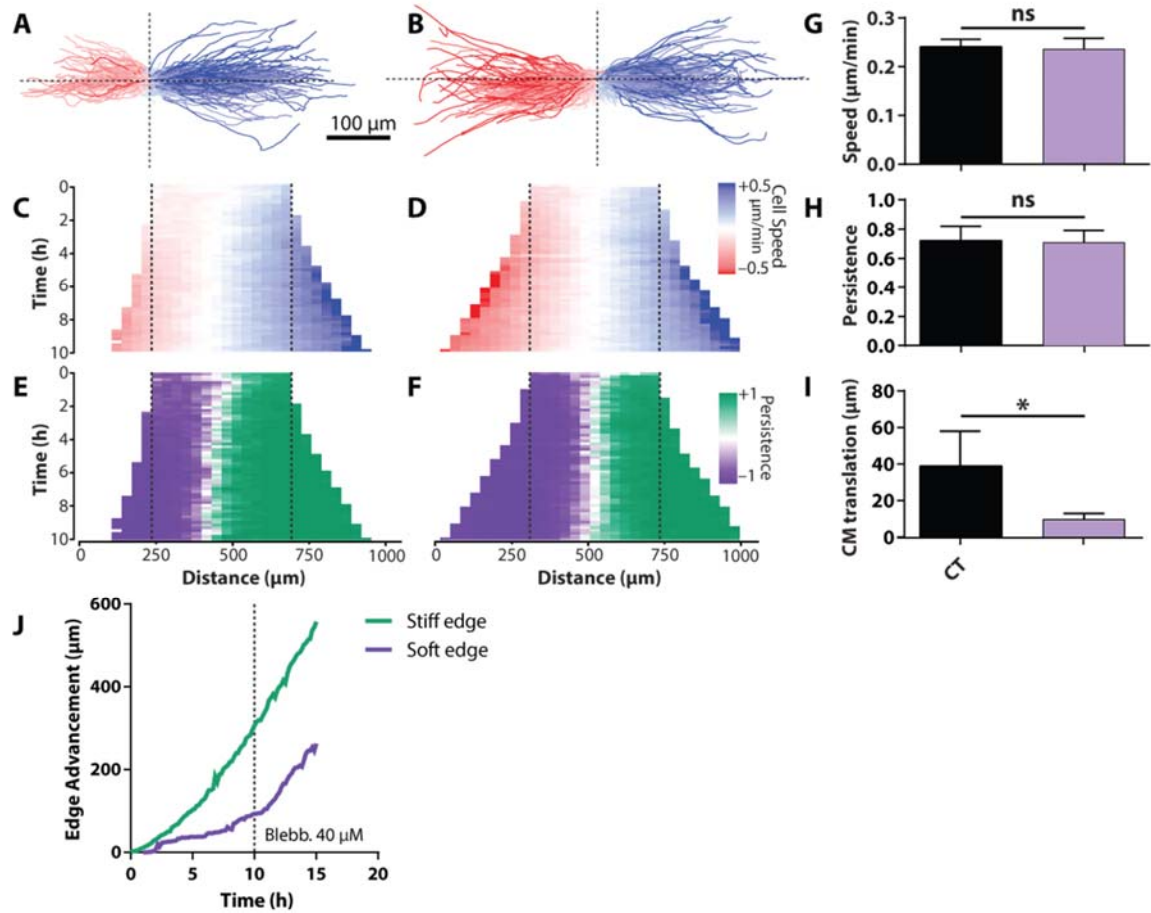 A
B
100 µm
C
D
Time (h)
0
2
4
6
8
10
+0.5
µm/min
Cell Speed
−0.5
E
F
Time (h)
0
2
4
6
8
10
+1
Persistence
−1
0 250 500 750 1000
0 250 500 750 1000
Distance (µm)
Distance (µm)
G
ns
Speed (µm/min)
0.3
0.2
0.1
0.0
H
ns
Persistence
1.0
0.8
0.6
0.4
0.2
0.0
I
*
CM translation (µm)
80
60
40
20
0
CT
J
Edge Advancement (µm)
600
400
200
0
Stiff edge
Soft edge
Blebb. 40 µM
0 5 10 15 20
Time (h)